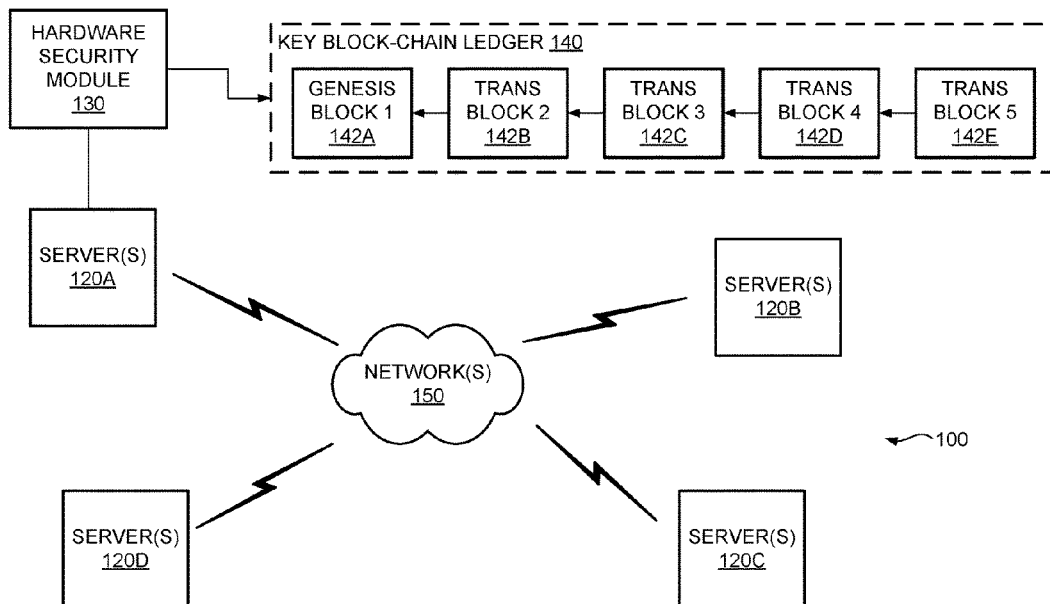 HARDWARE
SECURITY
MODULE
130
KEY BLOCK-CHAIN LEDGER 140
GENESIS
BLOCK 1
142A
TRANS
BLOCK 2
142B
TRANS
BLOCK 3
142C
TRANS
BLOCK 4
142D
TRANS
BLOCK 5
142E
SERVER(S)
120A
SERVER(S)
120B
NETWORK(S)
150
100
SERVER(S)
120D
SERVER(S)
120C